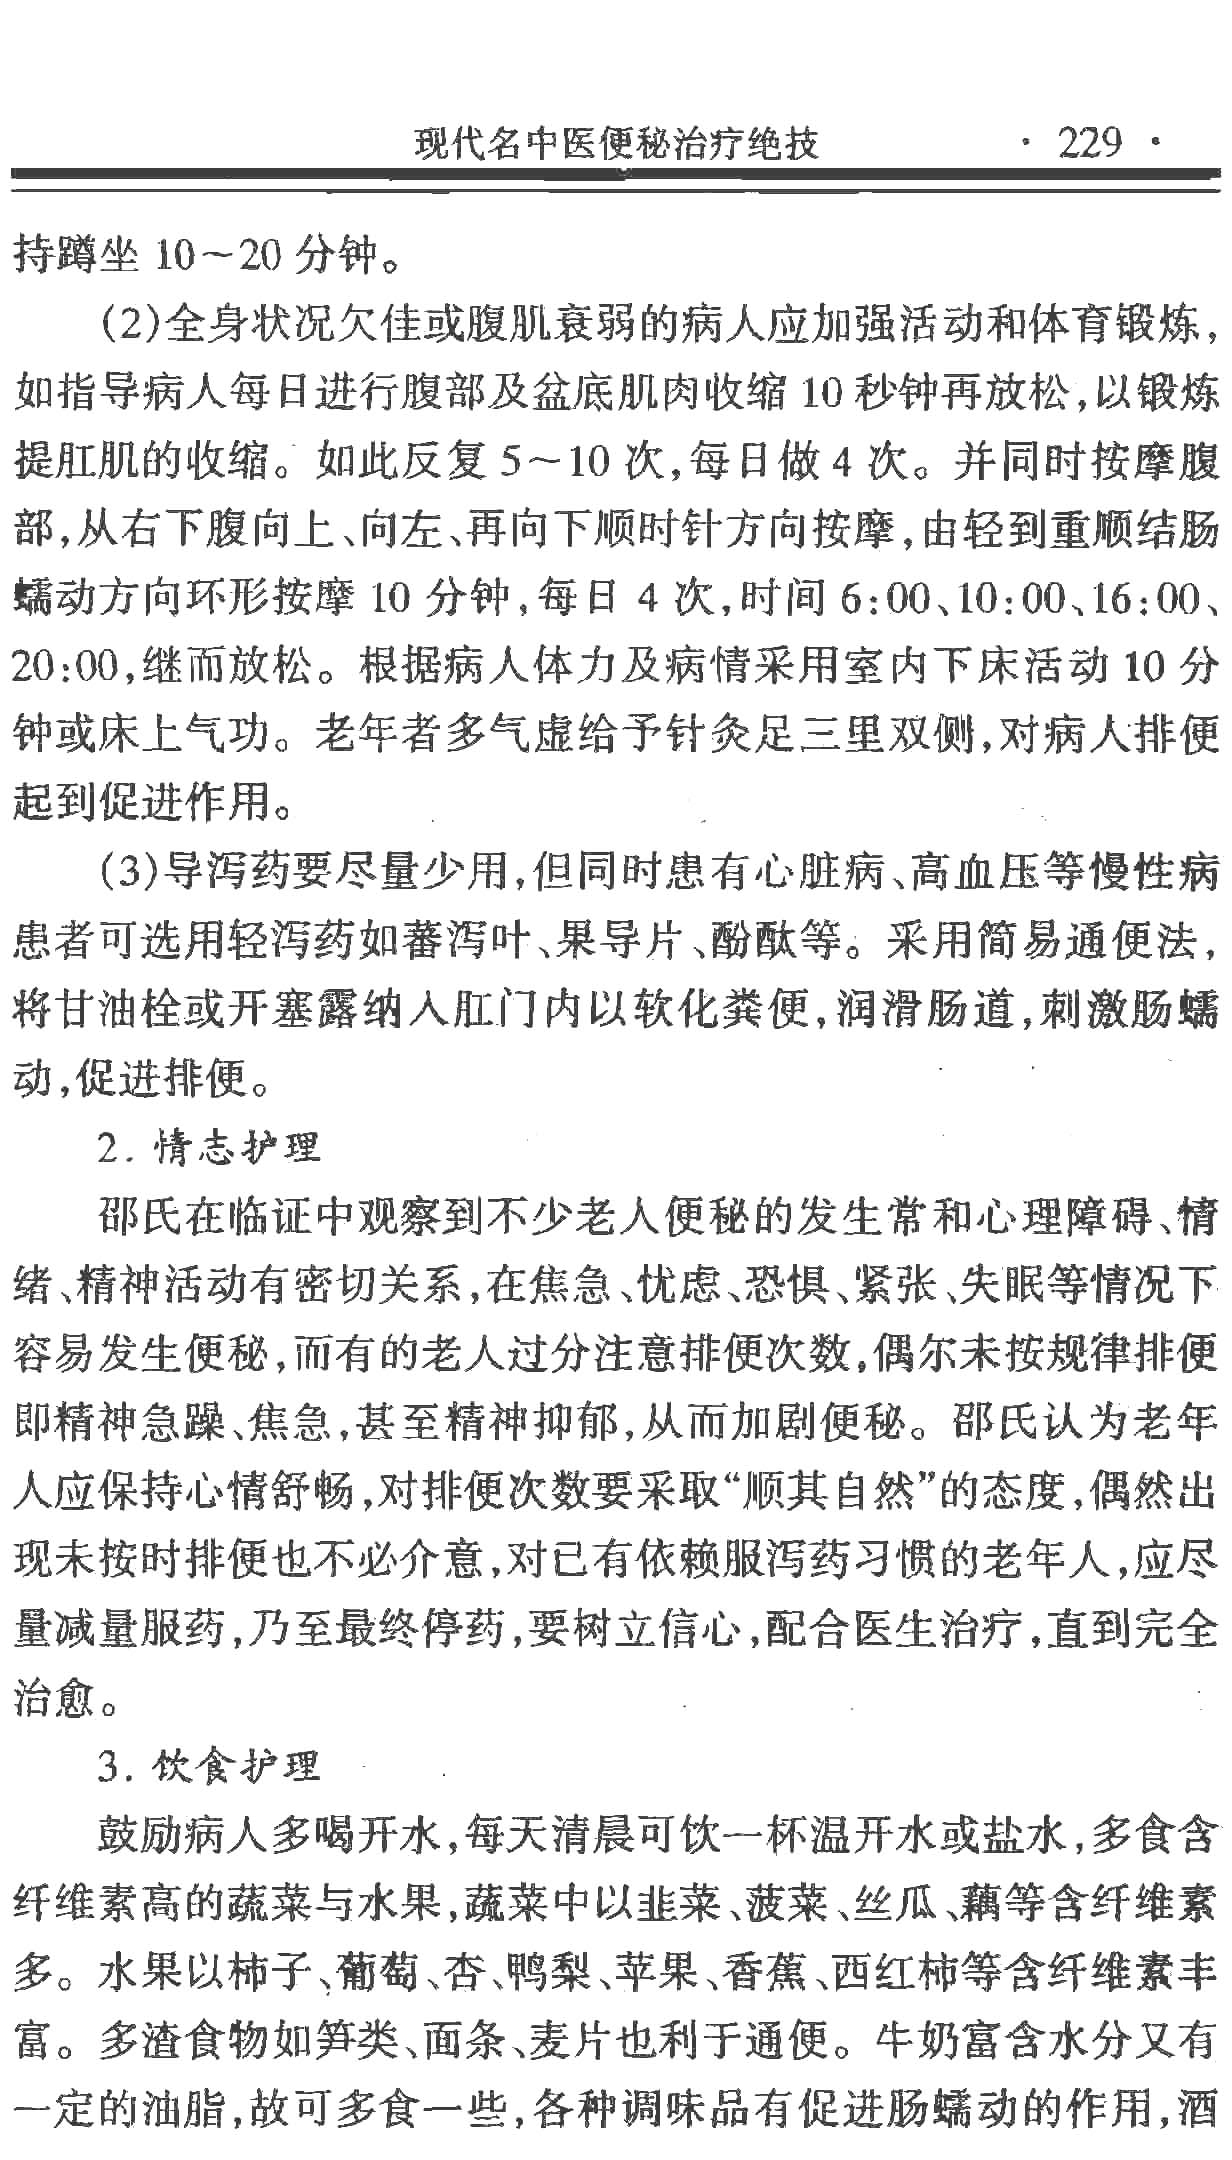 现代名中医便秘治疗绝技 · 229 ·
持蹲坐 10～20 分钟。
(2)全身状况欠佳或腹肌衰弱的病人应加强活动和体育锻炼，
如指导病人每日进行腹部及盆底肌肉收缩 10 秒钟再放松，以锻炼
提肛肌的收缩。如此反复 5～10 次，每日做 4 次。并同时按摩腹
部，从右下腹向上、向左、再向下顺时针方向按摩，由轻到重顺结肠
蠕动方向环形按摩 10 分钟，每日 4 次，时间 6:00、10:00、16:00、
20:00，继而放松。根据病人体力及病情采用室内下床活动 10 分
钟或床上气功。老年者多气虚给予针灸足三里双侧，对病人排便
起到促进作用。
(3)导泻药要尽量少用，但同时患有心脏病、高血压等慢性病
患者可选用轻泻药如蕃泻叶、果导片、酚酞等。采用简易通便法，
将甘油栓或开塞露纳入肛门内以软化粪便，润滑肠道，刺激肠蠕
动，促进排便。
2. 情志护理
邵氏在临证中观察到不少老人便秘的发生常和心理障碍、情
绪、精神活动有密切关系，在焦急、忧虑、恐惧、紧张、失眠等情况下
容易发生便秘，而有的老人过分注意排便次数，偶尔未按规律排便
即精神急躁、焦急，甚至精神抑郁，从而加剧便秘。邵氏认为老年
人应保持心情舒畅，对排便次数要采取“顺其自然”的态度，偶然出
现未按时排便也不必介意，对已有依赖服泻药习惯的老年人，应尽
量减量服药，乃至最终停药，要树立信心，配合医生治疗，直到完全
治愈。
3. 饮食护理
鼓励病人多喝开水，每天清晨可饮一杯温开水或盐水，多食含
纤维素高的蔬菜与水果，蔬菜中以韭菜、菠菜、丝瓜、藕等含纤维素
多。水果以柿子、葡萄、杏、鸭梨、苹果、香蕉、西红柿等含纤维素丰
富。多渣食物如笋类、面条、麦片也利于通便。牛奶富含水分又有
一定的油脂，故可多食一些，各种调味品有促进肠蠕动的作用，酒